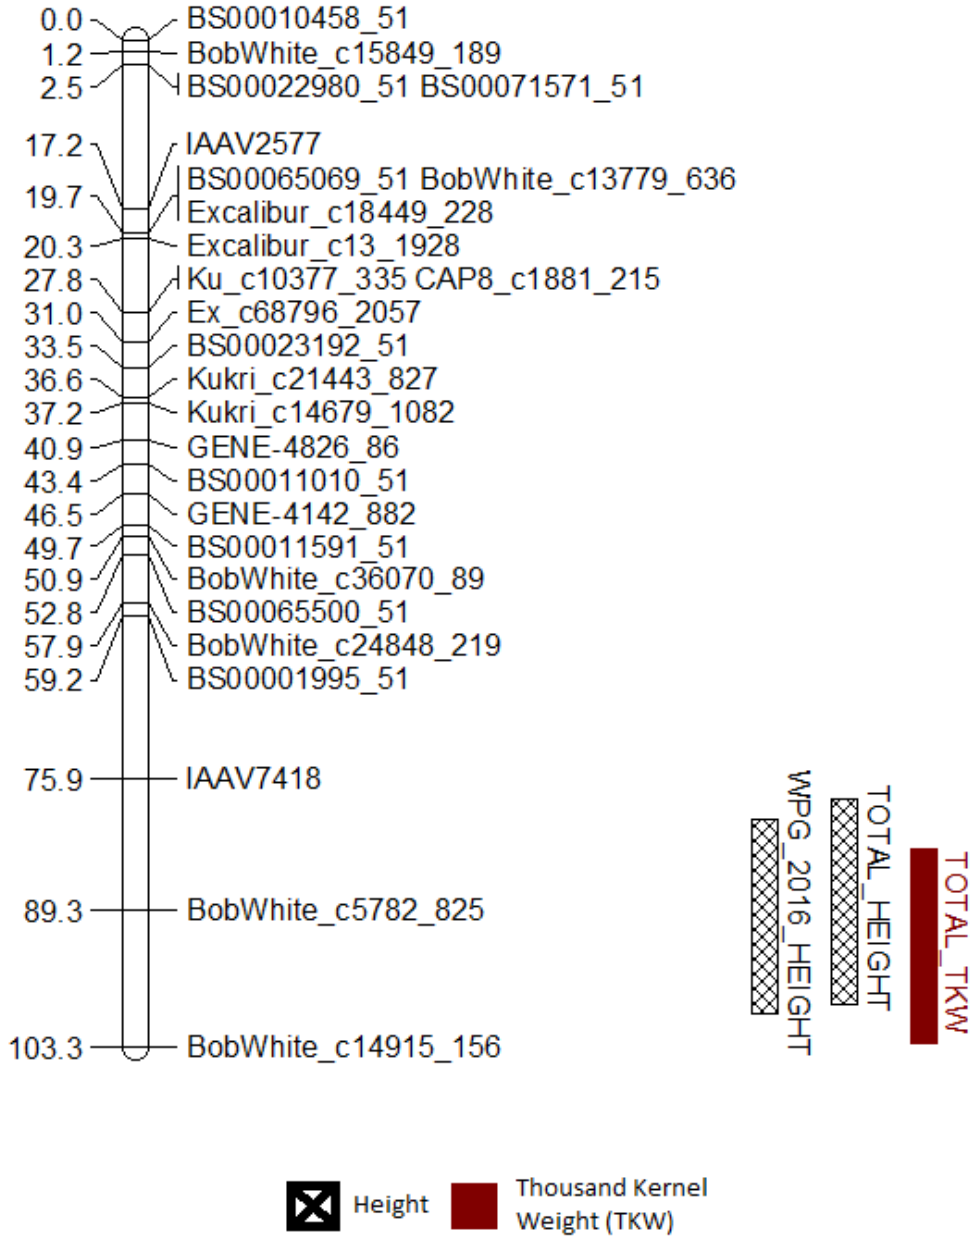 0.0 BS00010458_51
1.2 BobWhite_c15849_189
2.5 BS00022980_51 BS00071571_51
17.2 IAAV2577
BS00065069_51 BobWhite_c13779_636
19.7 Excalibur_c18449_228
20.3 Excalibur_c13_1928
27.8 Ku_c10377_335 CAP8_c1881_215
31.0 Ex_c68796_2057
33.5 BS00023192_51
36.6 Kukri_c21443_827
37.2 Kukri_c14679_1082
40.9 GENE-4826_86
43.4 BS00011010_51
46.5 GENE-4142_882
49.7 BS00011591_51
50.9 BobWhite_c36070_89
52.8 BS00065500_51
57.9 BobWhite_c24848_219
59.2 BS00001995_51
75.9 IAAV7418
89.3 BobWhite_c5782_825
103.3 BobWhite_c14915_156
WPG_2016_HEIGHT
TOTAL_HEIGHT
TOTAL_TKW
Height
Thousand Kernel
Weight (TKW)